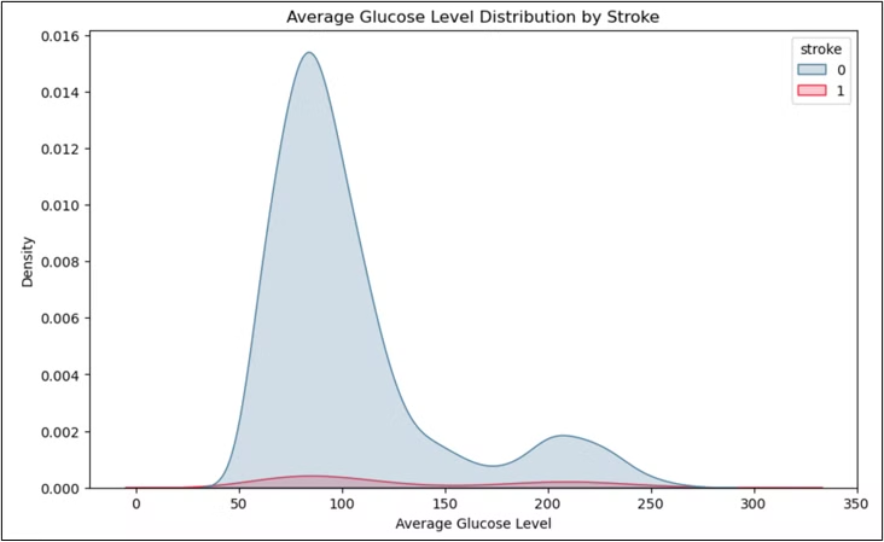 Average Glucose Level Distribution by Stroke
0.016
0.014
0.012
0.010
0.008
0.006
0.004
0.002
0.000
Density
stroke
0
1
0 50 100 150 200 250 300 350
Average Glucose Level